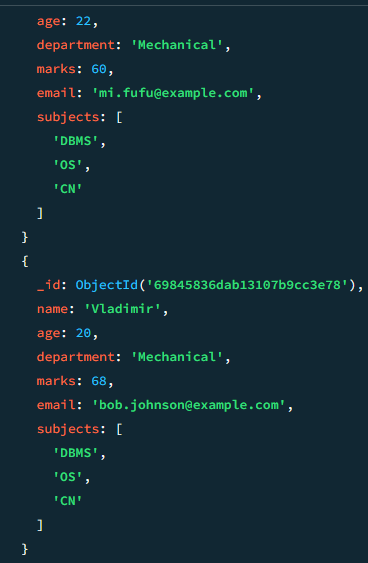 age: 22,
department: 'Mechanical',
marks: 60,
email: 'mi.fufu@example.com',
subjects: [
'DBMS',
'OS',
'CN'
]
}
{
_id: ObjectId('69845836dab13107b9cc3e78'),
name: 'Vladimir',
age: 20,
department: 'Mechanical',
marks: 68,
email: 'bob.johnson@example.com',
subjects: [
'DBMS',
'OS',
'CN'
]
}